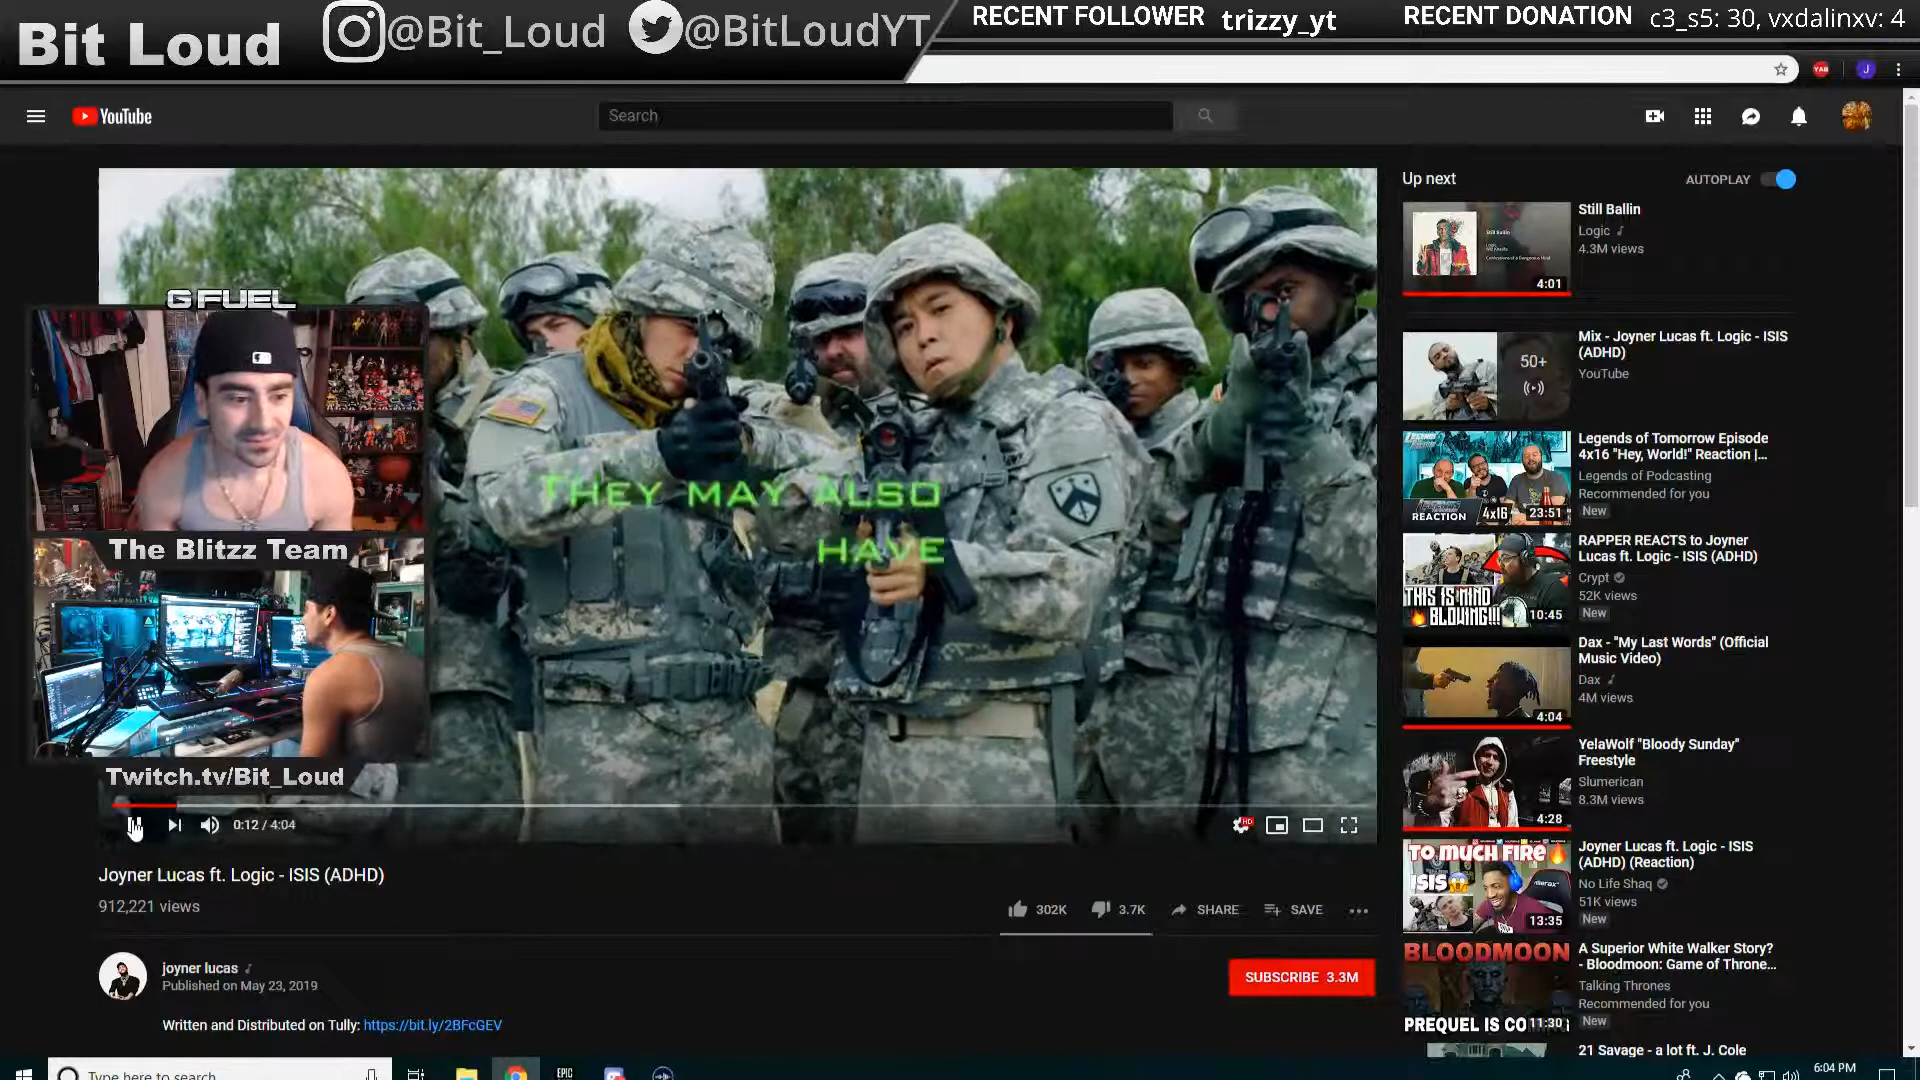 Bit Loud
@Bit_Loud
@BitLoudYT
RECENT FOLLOWER trizzy_yt
RECENT DONATION c3_s5: 30, vxdalinxv: 4
YouTube
Search
G FUEL
The Blitzz Team
Twitch.tv/Bit_Loud
THEY MAY ALSO
HAVE
0:12 / 4:04
HD
Joyner Lucas ft. Logic - ISIS (ADHD)
912,221 views
302K
3.7K
SHARE
SAVE
joyner lucas
Published on May 23, 2019
SUBSCRIBE 3.3M
Written and Distributed on Tully: https://bit.ly/2BFcGEV
Up next
AUTOPLAY
Still Ballin
Logic
4.3M views
4:01
Mix - Joyner Lucas ft. Logic - ISIS
(ADHD)
YouTube
50+
Legends of Tomorrow Episode
4x16 "Hey, World!" Reaction |...
Legends of Podcasting
Recommended for you
New
REACTION
4x16
23:51
RAPPER REACTS to Joyner
Lucas ft. Logic - ISIS (ADHD)
Crypt
52K views
New
THIS IS MIND
BLOWING!!!
10:45
Dax - "My Last Words" (Official
Music Video)
Dax
4M views
4:04
YelaWolf "Bloody Sunday"
Freestyle
Slumerican
8.3M views
4:28
Joyner Lucas ft. Logic - ISIS
(ADHD) (Reaction)
No Life Shaq
51K views
New
TO MUCH FIRE
ISIS
13:35
A Superior White Walker Story?
- Bloodmoon: Game of Throne...
Talking Thrones
Recommended for you
New
BLOODMOON
PREQUEL IS
11:30
21 Savage - a lot ft. J. Cole
Type here to search
EPIC
6:04 PM